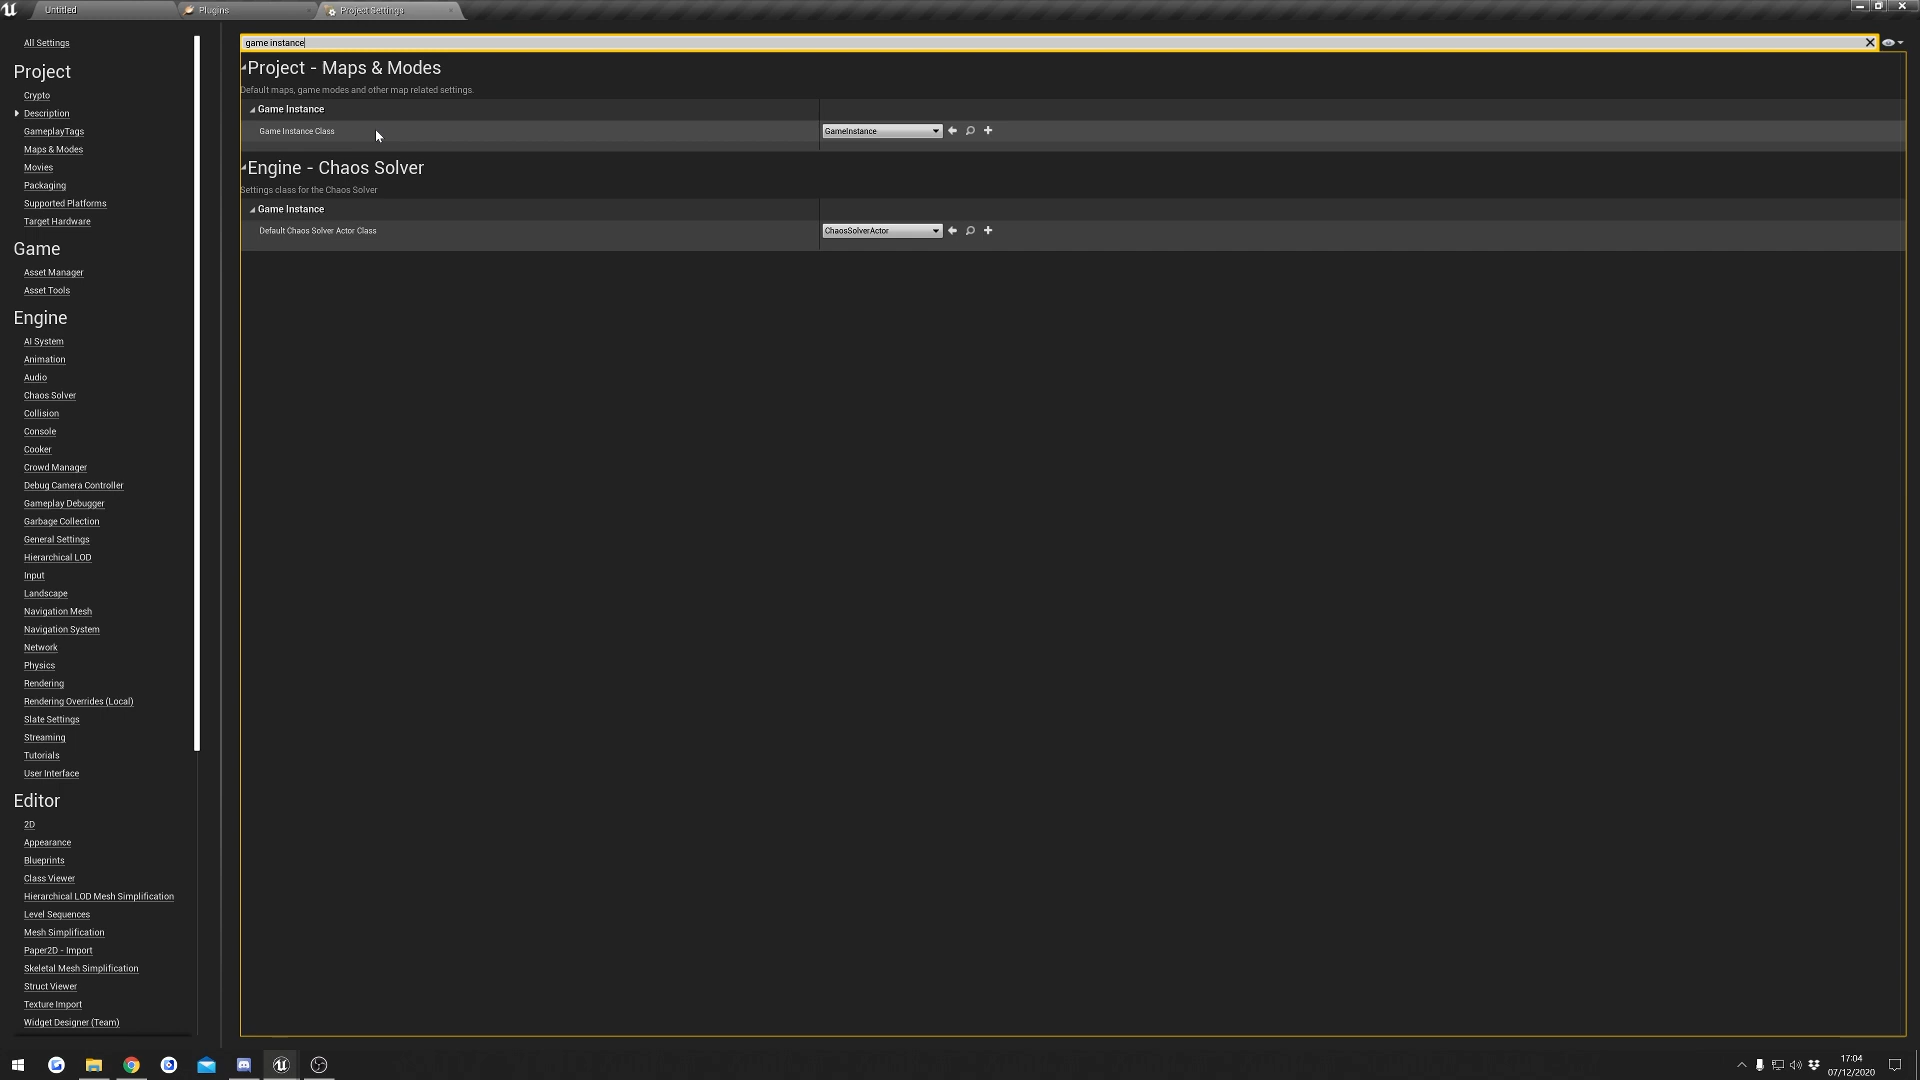 Untitled
Plugins
Project Settings
All Settings
Project
Crypto
Description
GameplayTags
Maps & Modes
Movies
Packaging
Supported Platforms
Target Hardware
Game
Asset Manager
Asset Tools
Engine
AI System
Animation
Audio
Chaos Solver
Collision
Console
Cooker
Crowd Manager
Debug Camera Controller
Gameplay Debugger
Garbage Collection
General Settings
Hierarchical LOD
Input
Landscape
Navigation Mesh
Navigation System
Network
Physics
Rendering
Rendering Overrides (Local)
Slate Settings
Streaming
Tutorials
User Interface
Editor
2D
Appearance
Blueprints
Class Viewer
Hierarchical LOD Mesh Simplification
Level Sequences
Mesh Simplification
Paper2D - Import
Skeletal Mesh Simplification
Struct Viewer
Texture Import
Widget Designer (Team)
game instance
Project - Maps & Modes
Default maps, game modes and other map related settings.
Game Instance
Game Instance Class
GameInstance
Engine - Chaos Solver
Settings class for the Chaos Solver
Game Instance
Default Chaos Solver Actor Class
ChaosSolverActor
17:04
07/12/2020